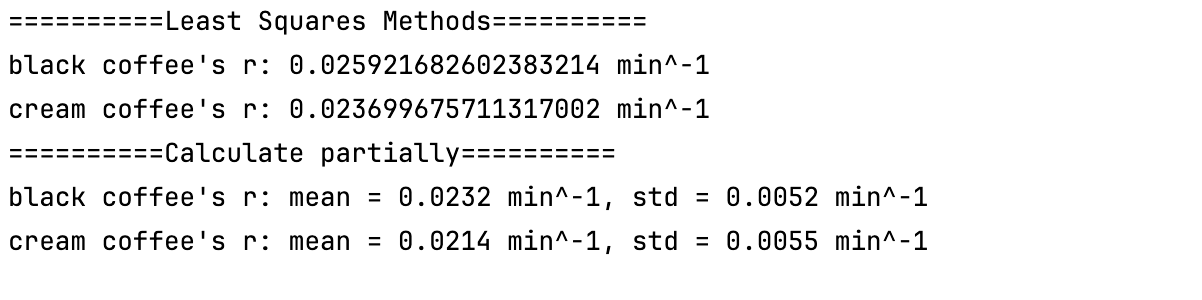 ==========Least Squares Methods==========
black coffee's r: 0.025921682602383214 min^-1
cream coffee's r: 0.023699675711317002 min^-1
==========Calculate partially==========
black coffee's r: mean = 0.0232 min^-1, std = 0.0052 min^-1
cream coffee's r: mean = 0.0214 min^-1, std = 0.0055 min^-1